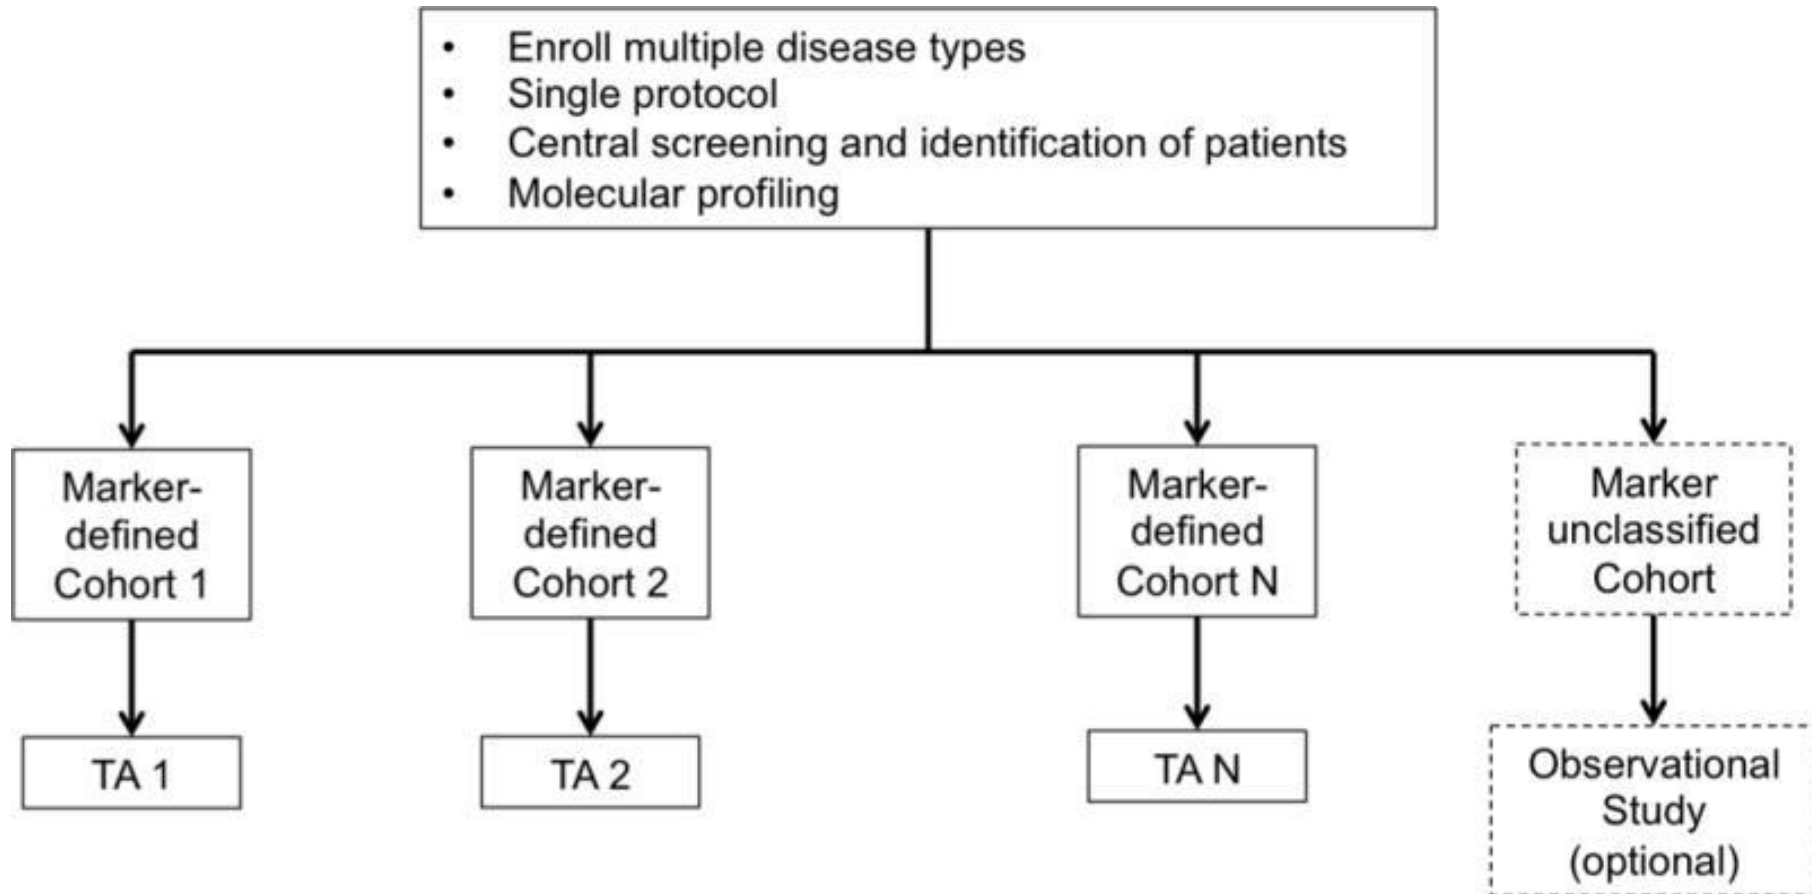 • Enroll multiple disease types
• Single protocol
• Central screening and identification of patients
• Molecular profiling
Marker-
defined
Cohort 1
Marker-
defined
Cohort 2
Marker-
defined
Cohort N
Marker
unclassified
Cohort
TA 1
TA 2
TA N
Observational
Study
(optional)